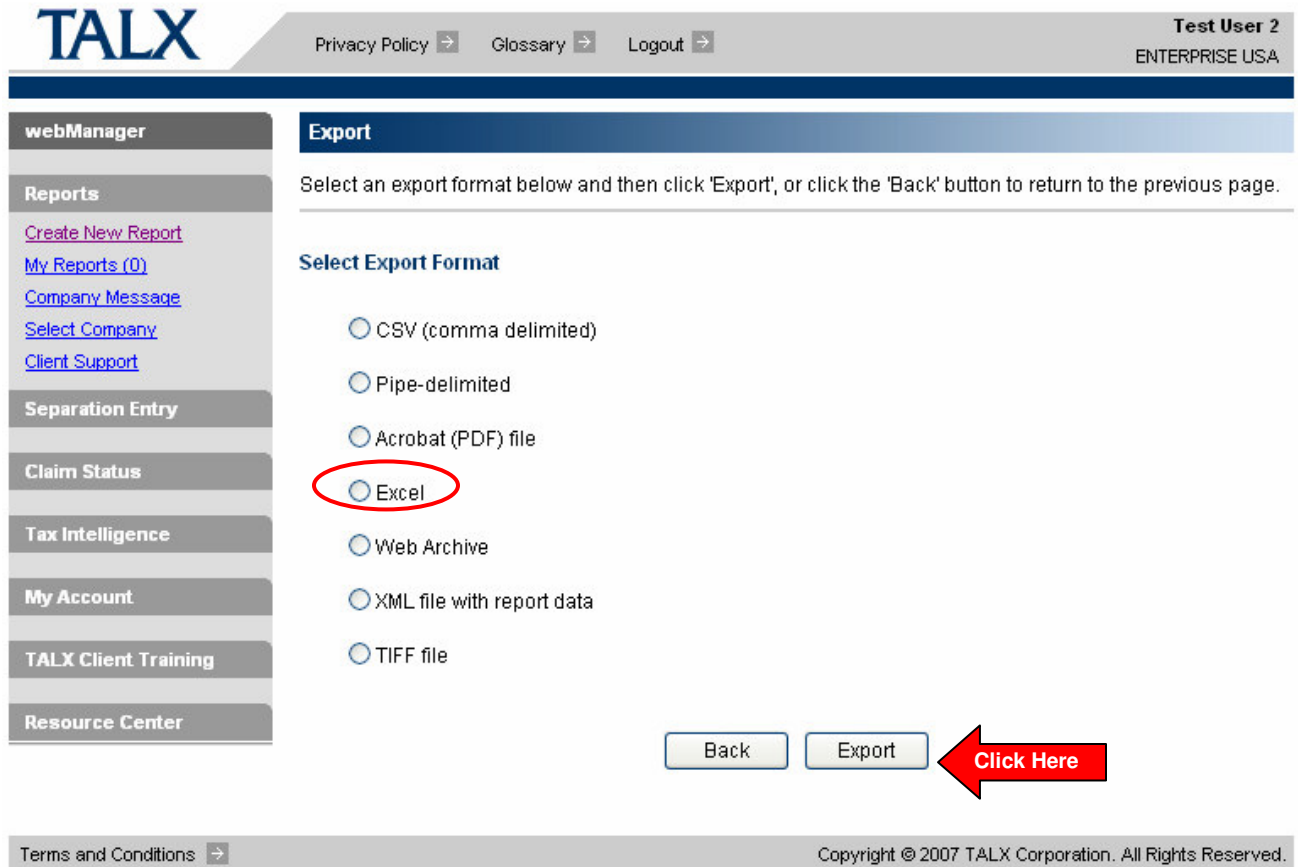 TALX
Privacy Policy
Glossary
Logout
Test User 2
ENTERPRISE USA
webManager
Reports
Create New Report
My Reports (0)
Company Message
Select Company
Client Support
Separation Entry
Claim Status
Tax Intelligence
My Account
TALX Client Training
Resource Center
Export
Select an export format below and then click 'Export', or click the 'Back' button to return to the previous page.
Select Export Format
CSV (comma delimited)
Pipe-delimited
Acrobat (PDF) file
Excel
Web Archive
XML file with report data
TIFF file
Back
Export
Click Here
Terms and Conditions
Copyright © 2007 TALX Corporation. All Rights Reserved.